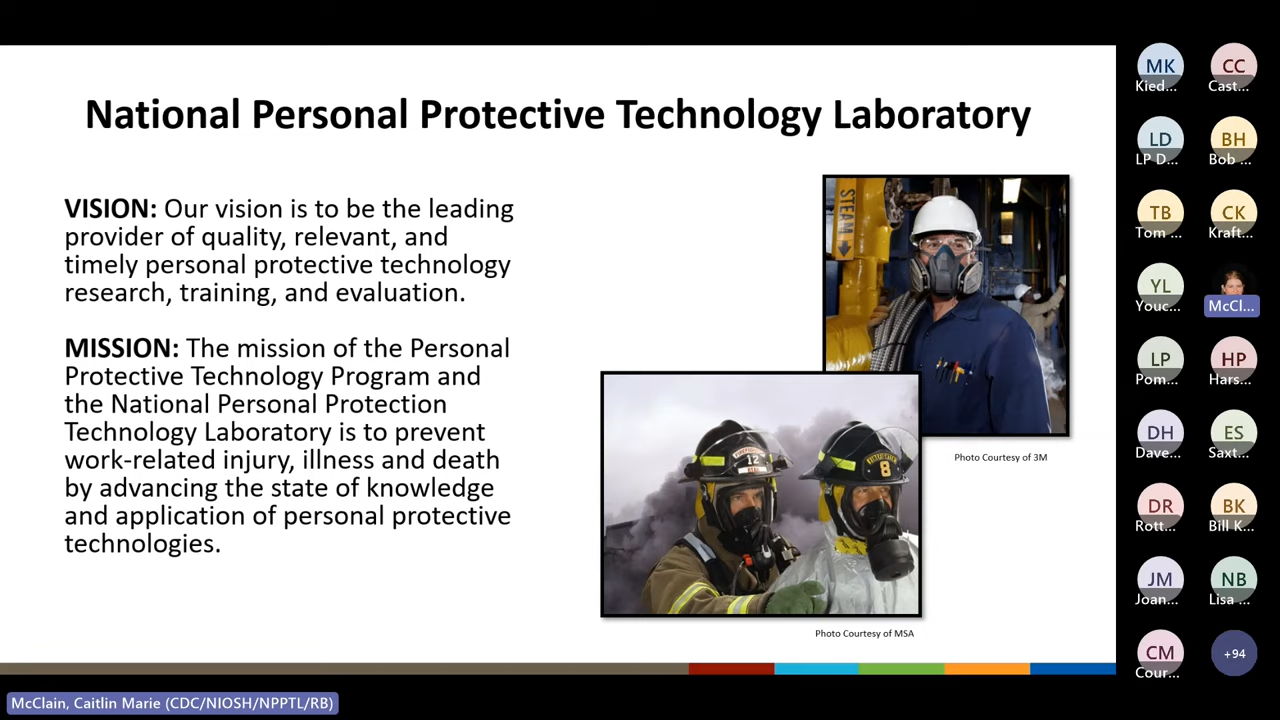 National Personal Protective Technology Laboratory
VISION: Our vision is to be the leading
provider of quality, relevant, and
timely personal protective technology
research, training, and evaluation.
MISSION: The mission of the Personal
Protective Technology Program and
the National Personal Protection
Technology Laboratory is to prevent
work-related injury, illness and death
by advancing the state of knowledge
and application of personal protective
technologies.
STEAM
Photo Courtesy of 3M
12
8
Photo Courtesy of MSA
MK CC
Kied... Cast...
LD BH
LP D... Bob ...
TB CK
Tom ... Kraft...
YL
Youc... McCl...
LP HP
Pom... Hars...
DH ES
Dave... Saxt...
DR BK
Rott... Bill K...
JM NB
Joan... Lisa ...
CM +94
Cour...
McClain, Caitlin Marie (CDC/NIOSH/NPPTL/RB)